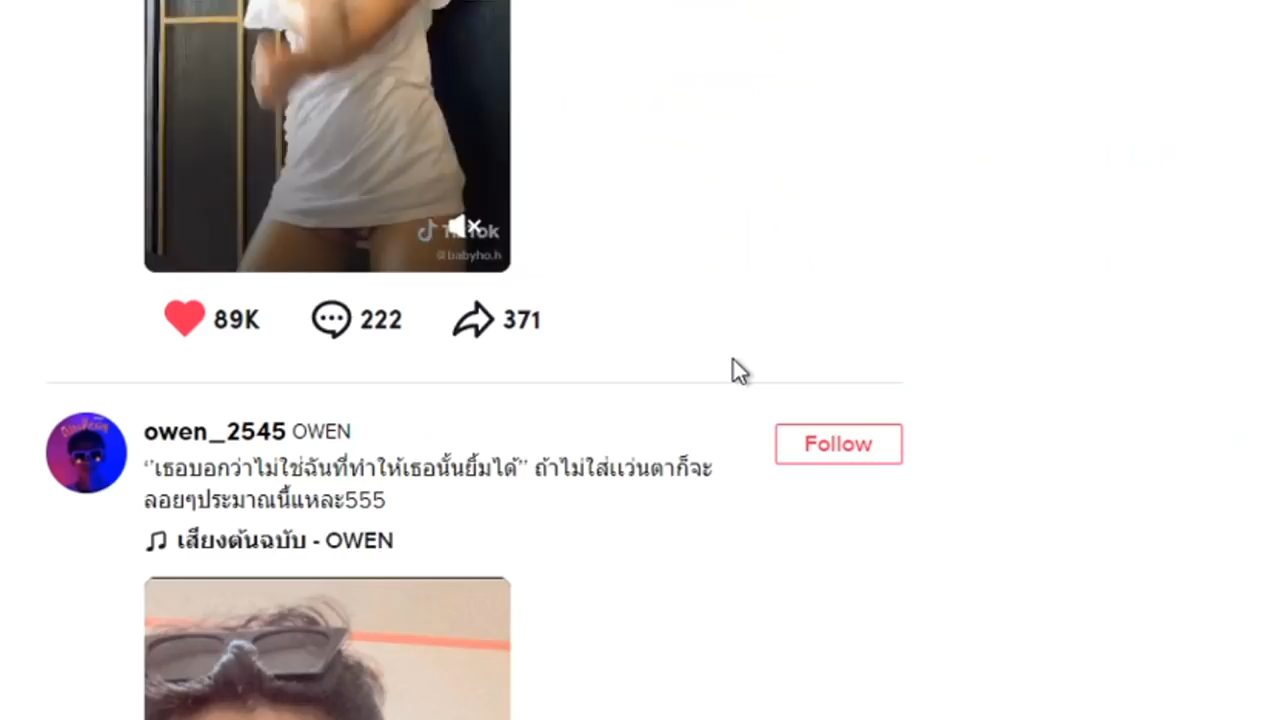 TikTok
@babyho.h
89K 222 371
owen_2545 OWEN
Follow
‘’เธอบอกว่าไม่ใช่ฉันที่ทำให้เธอนั้นยิ้มได้’’ ถ้าไม่ใส่แว่นตาก็จะ
ลอยๆประมาณนี้แหละ555
เสียงต้นฉบับ - OWEN